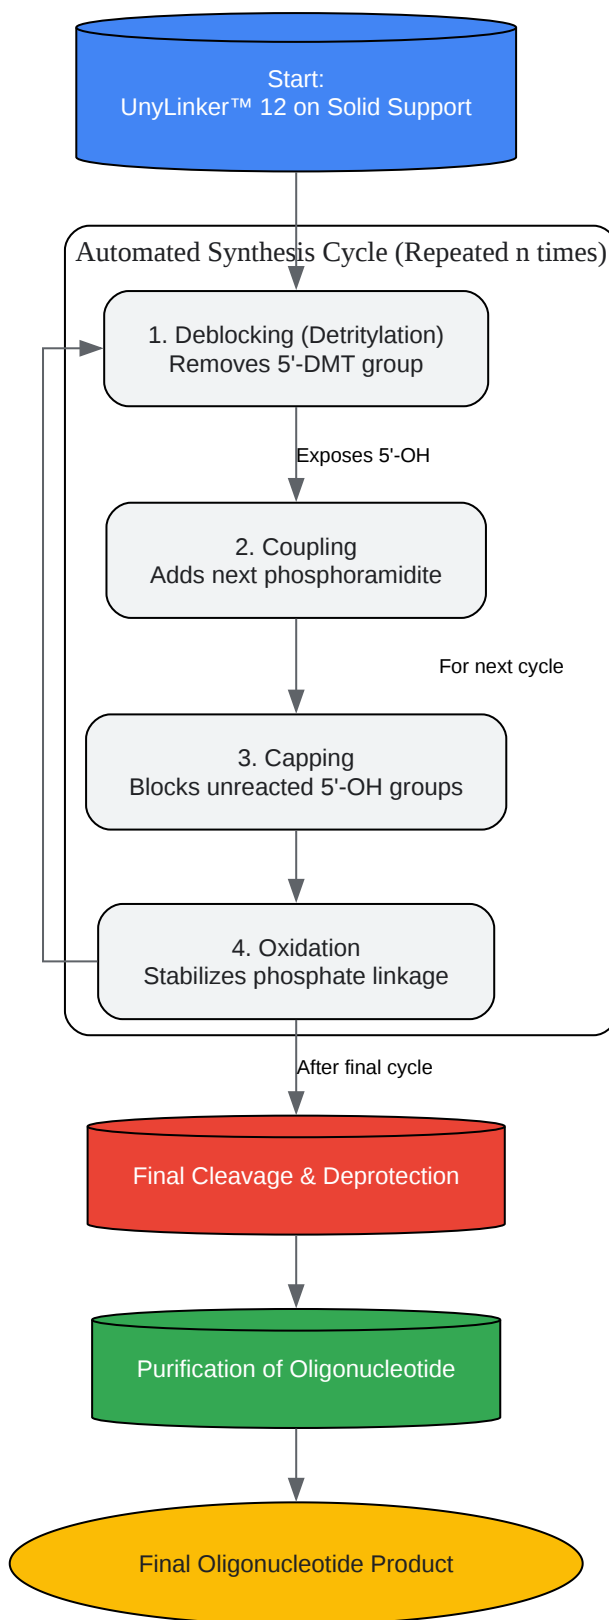 Start:
UnyLinker™ 12 on Solid Support
Automated Synthesis Cycle (Repeated n times)
1. Deblocking (Detritylation)
Removes 5'-DMT group
Exposes 5'-OH
2. Coupling
Adds next phosphoramidite
For next cycle
3. Capping
Blocks unreacted 5'-OH groups
4. Oxidation
Stabilizes phosphate linkage
After final cycle
Final Cleavage & Deprotection
Purification of Oligonucleotide
Final Oligonucleotide Product